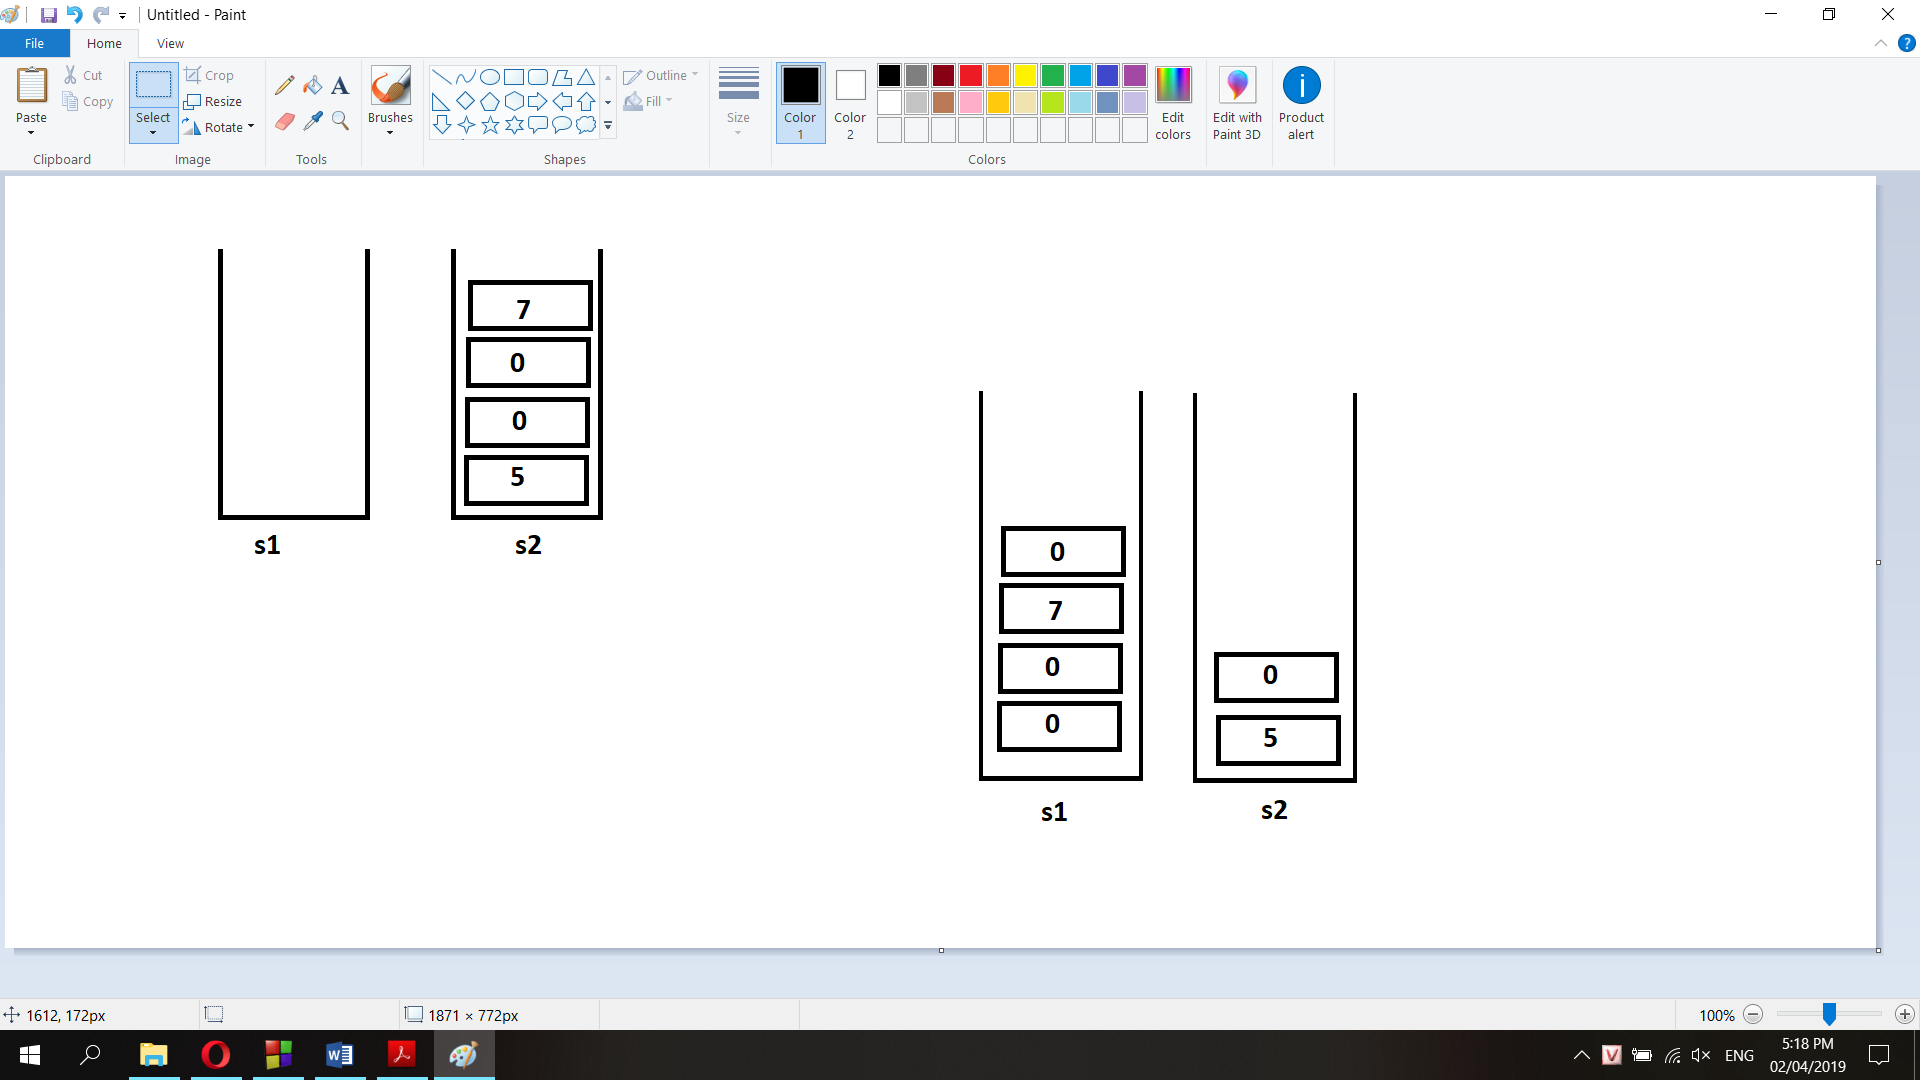 Untitled - Paint
File Home View
Paste
Cut
Copy
Clipboard
Select
Crop
Resize
Rotate
Image
A
Tools
Brushes
Shapes
Outline
Fill
Size
Color 1
Color 2
Colors
Edit colors
Edit with Paint 3D
Product alert
7
0
0
5
s1 s2
0
7
0
0
0
5
s1 s2
1612, 172px
1871 × 772px
100%
ENG
5:18 PM
02/04/2019